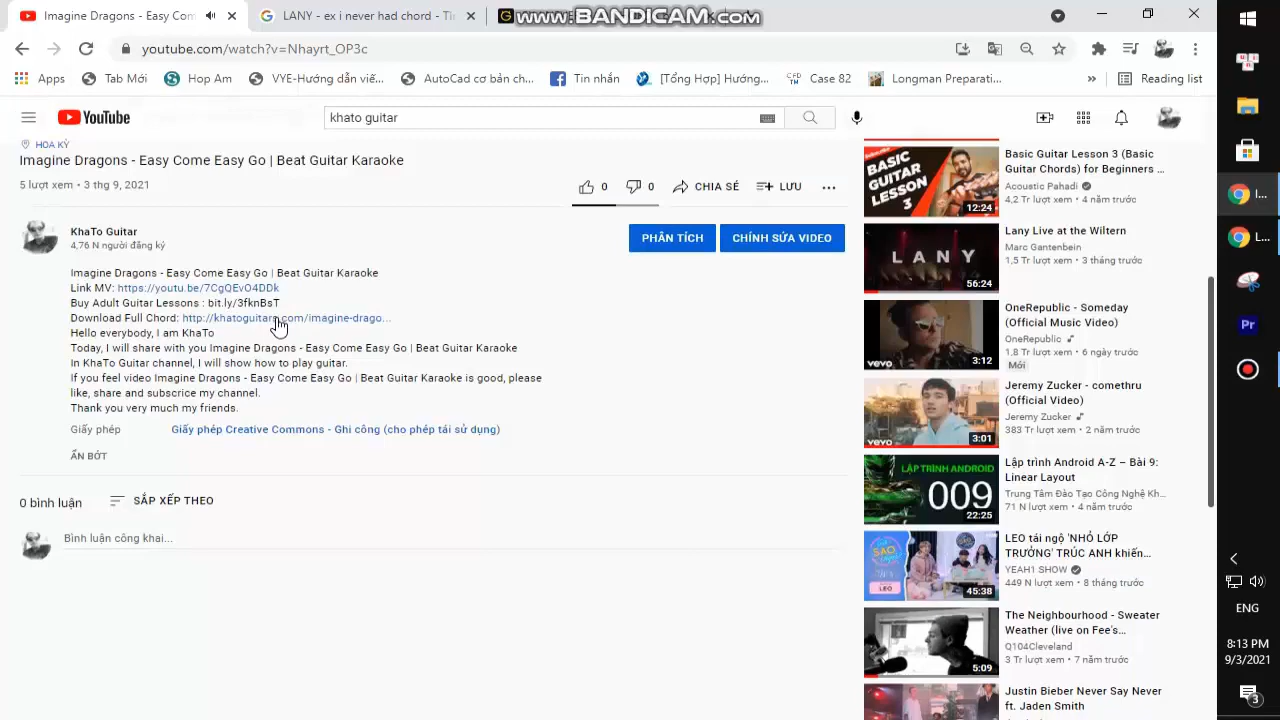 Imagine Dragons - Easy Com
LANY - ex i never had chord - Ti
www.BANDICAM.com
youtube.com/watch?v=Nhayrt_OP3c
Apps
Tab Mới
Hop Am
VYE-Hướng dẫn viế...
AutoCad cơ bản ch...
Tin nhắn
[Tổng Hợp] Hướng...
Case 82
Longman Preparati...
»
Reading list
YouTube
khato guitar
HOA KỲ
Imagine Dragons - Easy Come Easy Go | Beat Guitar Karaoke
5 lượt xem • 3 thg 9, 2021
0
0
CHIA SẺ
LƯU
KhaTo Guitar
4,76 N người đăng ký
PHÂN TÍCH
CHỈNH SỬA VIDEO
Imagine Dragons - Easy Come Easy Go | Beat Guitar Karaoke
Link MV: https://youtu.be/7CgQEvO4DDk
Buy Adult Guitar Lessons : bit.ly/3fknBsT
Download Full Chord: http://khatoguitar.com/imagine-drago...
Hello everybody, I am KhaTo
Today, I will share with you Imagine Dragons - Easy Come Easy Go | Beat Guitar Karaoke
In KhaTo Guitar channel, I will show how to play guitar.
If you feel video Imagine Dragons - Easy Come Easy Go | Beat Guitar Karaoke is good, please
like, share and subscrice my channel.
Thank you very much my friends.
Giấy phép
Giấy phép Creative Commons - Ghi công (cho phép tái sử dụng)
ẨN BỚT
0 bình luận
SẮP XẾP THEO
Bình luận công khai...
BASIC
GUITAR
LESSON
3
12:24
Basic Guitar Lesson 3 (Basic
Guitar Chords) for Beginners ...
Acoustic Pahadi
4,2 Tr lượt xem • 4 năm trước
LANY
56:24
Lany Live at the Wiltern
Marc Gantenbein
1,5 Tr lượt xem • 3 tháng trước
vevo
3:12
OneRepublic - Someday
(Official Music Video)
OneRepublic
1,8 Tr lượt xem • 6 ngày trước
Mới
vevo
3:01
Jeremy Zucker - comethru
(Official Video)
Jeremy Zucker
383 Tr lượt xem • 2 năm trước
LẬP TRÌNH ANDROID
009
22:25
Lập trình Android A-Z – Bài 9:
Linear Layout
Trung Tâm Đào Tạo Công Nghệ Kh...
71 N lượt xem • 4 năm trước
SAO
LEO
45:38
LEO tái ngộ 'NHỎ LỚP
TRƯỞNG' TRÚC ANH khiến...
YEAH1 SHOW
449 N lượt xem • 8 tháng trước
5:09
The Neighbourhood - Sweater
Weather (live on Fee's...
Q104Cleveland
3 Tr lượt xem • 7 năm trước
Justin Bieber Never Say Never
ft. Jaden Smith
I...
L...
Pr
ENG
8:13 PM
9/3/2021
3